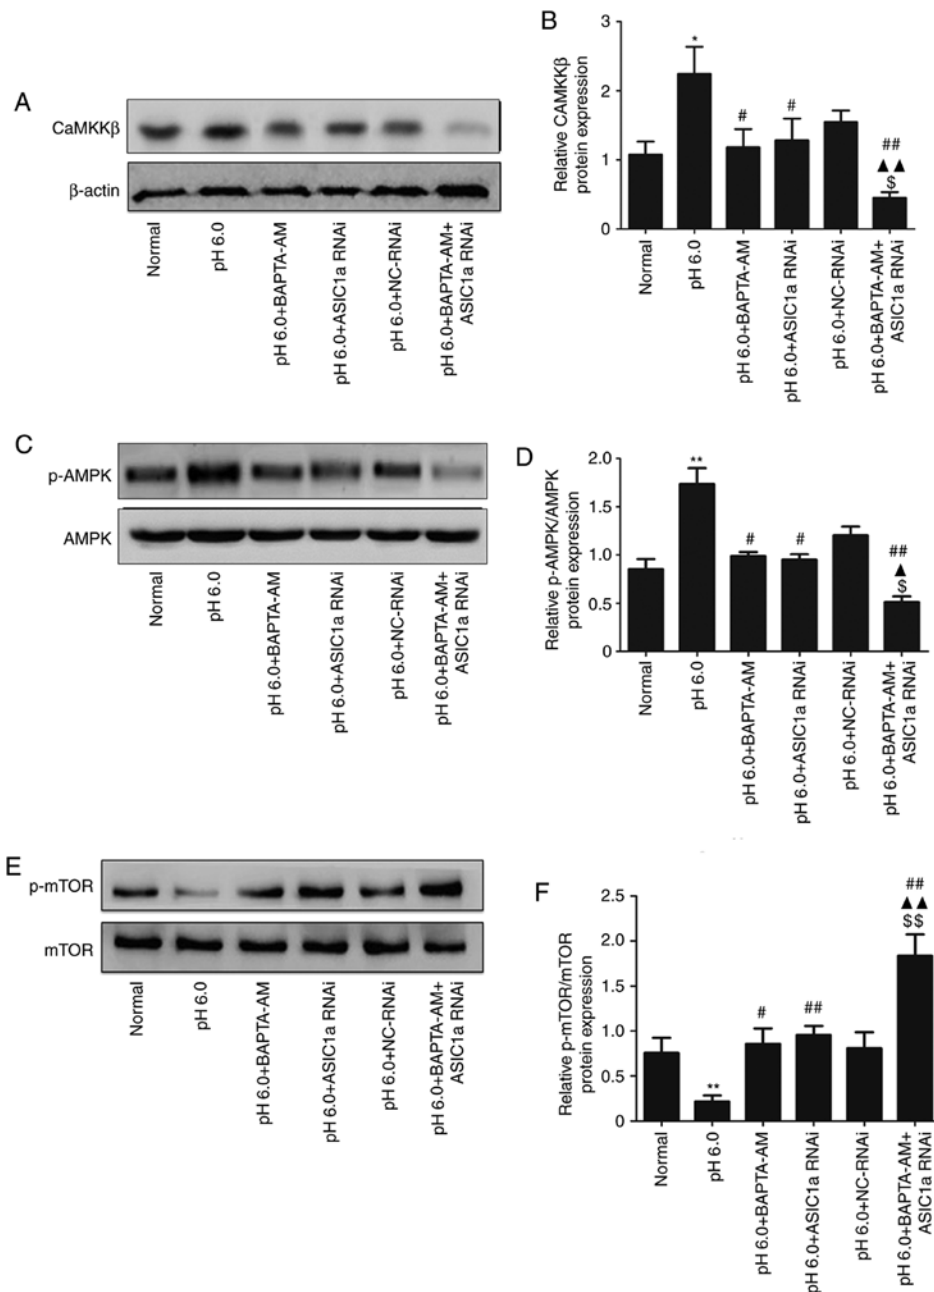 A
CaMKKβ
β-actin
Normal
pH 6.0
pH 6.0+BAPTA-AM
pH 6.0+ASIC1a RNAi
pH 6.0+NC-RNAi
pH 6.0+BAPTA-AM+
ASIC1a RNAi
B
Relative CAMKKβ
protein expression
3
2
1
0
*
#
#
##
▲▲
$
Normal
pH 6.0
pH 6.0+BAPTA-AM
pH 6.0+ASIC1a RNAi
pH 6.0+NC-RNAi
pH 6.0+BAPTA-AM+
ASIC1a RNAi
C
p-AMPK
AMPK
Normal
pH 6.0
pH 6.0+BAPTA-AM
pH 6.0+ASIC1a RNAi
pH 6.0+NC-RNAi
pH 6.0+BAPTA-AM+
ASIC1a RNAi
D
Relative p-AMPK/AMPK
protein expression
2.0
1.5
1.0
0.5
0
**
#
#
##
▲
$
Normal
pH 6.0
pH 6.0+BAPTA-AM
pH 6.0+ASIC1a RNAi
pH 6.0+NC-RNAi
pH 6.0+BAPTA-AM+
ASIC1a RNAi
E
p-mTOR
mTOR
Normal
pH 6.0
pH 6.0+BAPTA-AM
pH 6.0+ASIC1a RNAi
pH 6.0+NC-RNAi
pH 6.0+BAPTA-AM+
ASIC1a RNAi
F
Relative p-mTOR/mTOR
protein expression
2.5
2.0
1.5
1.0
0.5
0
**
#
##
##
▲▲
$$
Normal
pH 6.0
pH 6.0+BAPTA-AM
pH 6.0+ASIC1a RNAi
pH 6.0+NC-RNAi
pH 6.0+BAPTA-AM+
ASIC1a RNAi